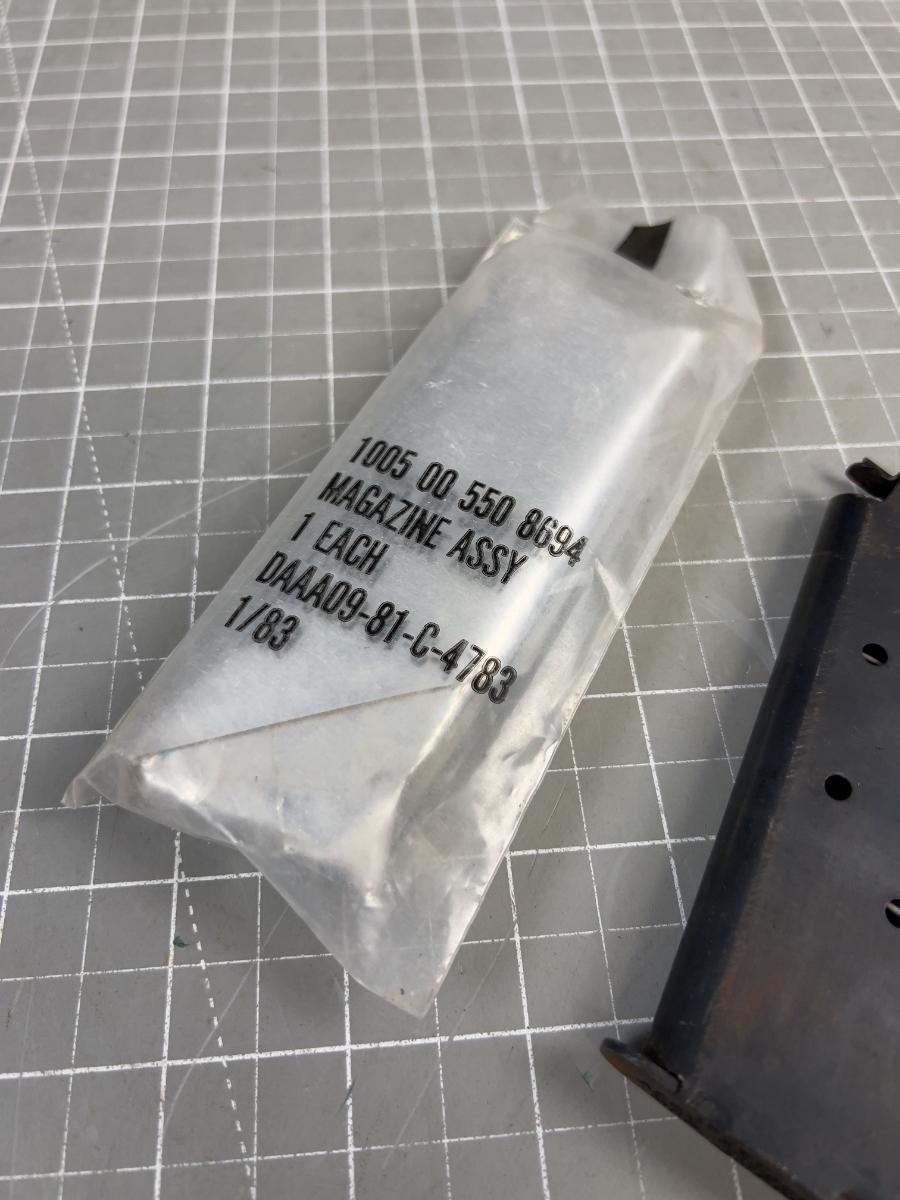 1005 00 550 8694
MAGAZINE ASSY
1 EACH
DAAA09-81-C-4783
1/83